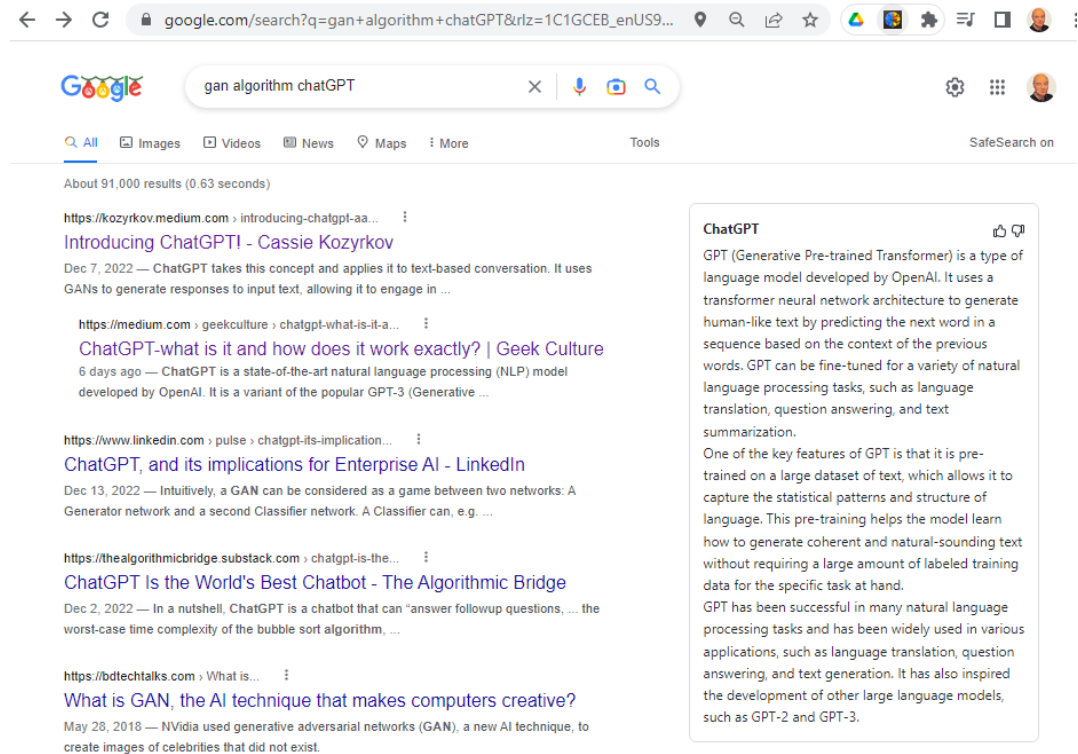 google.com/search?q=gan+algorithm+chatGPT&rlz=1C1GCEB_enUS9...
Google
gan algorithm chatGPT
All Images Videos News Maps More Tools SafeSearch on
About 91,000 results (0.63 seconds)
https://kozyrkov.medium.com › introducing-chatgpt-aa...
Introducing ChatGPT! - Cassie Kozyrkov
Dec 7, 2022 — ChatGPT takes this concept and applies it to text-based conversation. It uses
GANs to generate responses to input text, allowing it to engage in ...
https://medium.com › geekculture › chatgpt-what-is-it-a...
ChatGPT-what is it and how does it work exactly? | Geek Culture
6 days ago — ChatGPT is a state-of-the-art natural language processing (NLP) model
developed by OpenAI. It is a variant of the popular GPT-3 (Generative ...
https://www.linkedin.com › pulse › chatgpt-its-implication...
ChatGPT, and its implications for Enterprise AI - LinkedIn
Dec 13, 2022 — Intuitively, a GAN can be considered as a game between two networks: A
Generator network and a second Classifier network. A Classifier can, e.g. ...
https://thealgorithmicbridge.substack.com › chatgpt-is-the...
ChatGPT Is the World's Best Chatbot - The Algorithmic Bridge
Dec 2, 2022 — In a nutshell, ChatGPT is a chatbot that can “answer followup questions, ... the
worst-case time complexity of the bubble sort algorithm, ...
https://bdtechtalks.com › What is...
What is GAN, the AI technique that makes computers creative?
May 28, 2018 — NVidia used generative adversarial networks (GAN), a new AI technique, to
create images of celebrities that did not exist.
ChatGPT
GPT (Generative Pre-trained Transformer) is a type of
language model developed by OpenAI. It uses a
transformer neural network architecture to generate
human-like text by predicting the next word in a
sequence based on the context of the previous
words. GPT can be fine-tuned for a variety of natural
language processing tasks, such as language
translation, question answering, and text
summarization.
One of the key features of GPT is that it is pre-
trained on a large dataset of text, which allows it to
capture the statistical patterns and structure of
language. This pre-training helps the model learn
how to generate coherent and natural-sounding text
without requiring a large amount of labeled training
data for the specific task at hand.
GPT has been successful in many natural language
processing tasks and has been widely used in various
applications, such as language translation, question
answering, and text generation. It has also inspired
the development of other large language models,
such as GPT-2 and GPT-3.